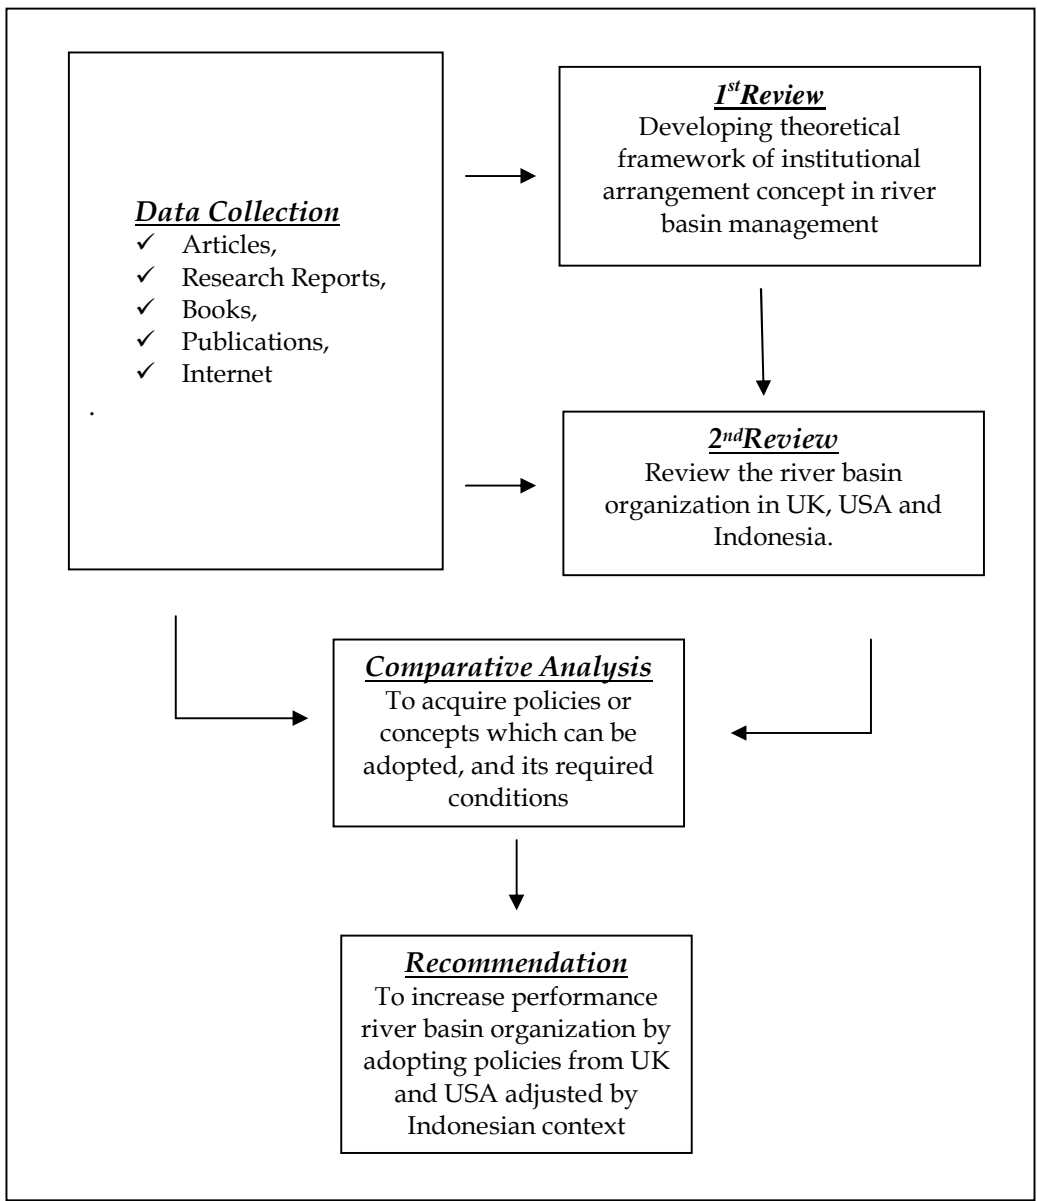 Data Collection
✓ Articles,
✓ Research Reports,
✓ Books,
✓ Publications,
✓ Internet
.
1st Review
Developing theoretical
framework of institutional
arrangement concept in river
basin management
2nd Review
Review the river basin
organization in UK, USA and
Indonesia.
Comparative Analysis
To acquire policies or
concepts which can be
adopted, and its required
conditions
Recommendation
To increase performance
river basin organization by
adopting policies from UK
and USA adjusted by
Indonesian context